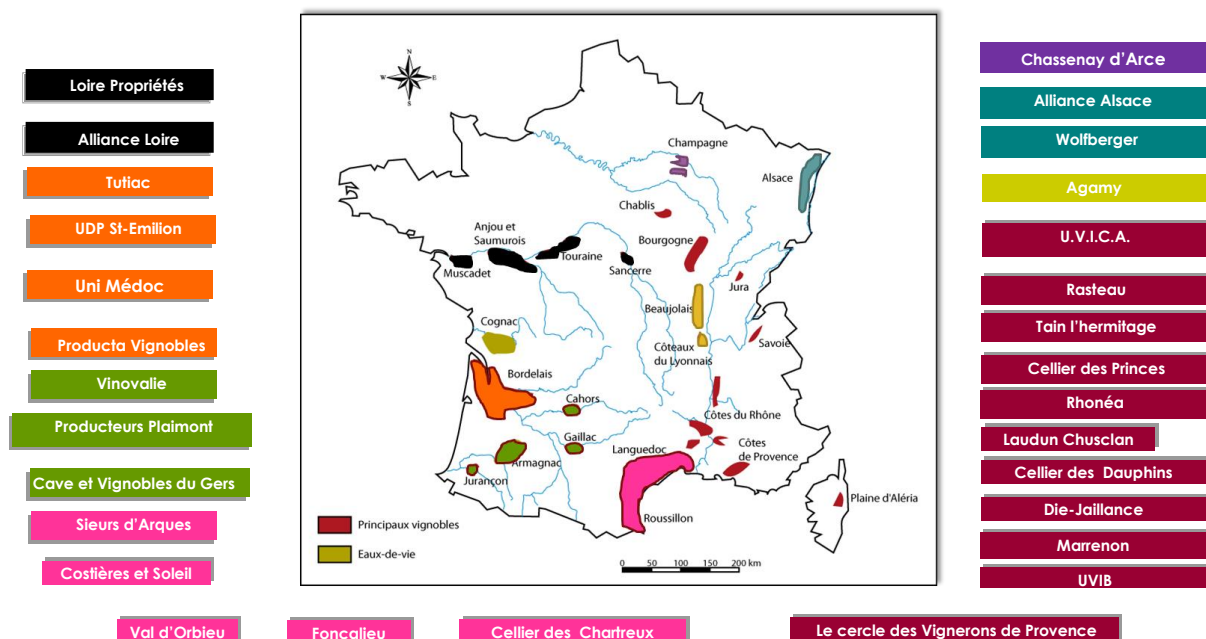 Loire Propriétés
Alliance Loire
Tutiac
UDP St-Emilion
Uni Médoc
Producta Vignobles
Vinovalie
Producteurs Plaimont
Cave et Vignobles du Gers
Sieurs d'Arques
Costières et Soleil
N
W
E
S
Champagne
Alsace
Chablis
Anjou et
Saumurois
Bourgogne
Touraine
Muscadet
Sancerre
Jura
Beaujolais
Cognac
Savoie
Côteaux
du Lyonnais
Bordelais
Cahors
Côtes du Rhône
Gaillac
Languedoc
Côtes
de Provence
Armagnac
Jurançon
Plaine d'Aléria
Roussillon
Principaux vignobles
Eaux-de-vie
0 50 100 150 200 km
Chassenay d'Arce
Alliance Alsace
Wolfberger
Agamy
U.V.I.C.A.
Rasteau
Tain l'hermitage
Cellier des Princes
Rhonéa
Laudun Chusclan
Cellier des Dauphins
Die-Jaillance
Marrenon
UVIB
Val d'Orbieu
Foncalieu
Cellier des Chartreux
Le cercle des Vignerons de Provence